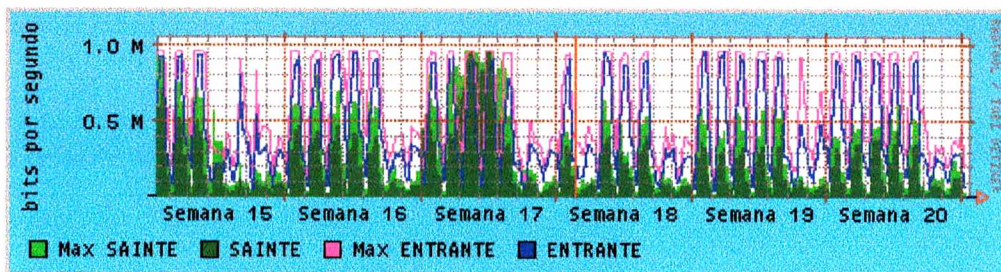 bits por segundo
1.0 M
0.5 M
Semana 15 Semana 16 Semana 17 Semana 18 Semana 19 Semana 20
Max SAINTE SAINTE Max ENTRANTE ENTRANTE